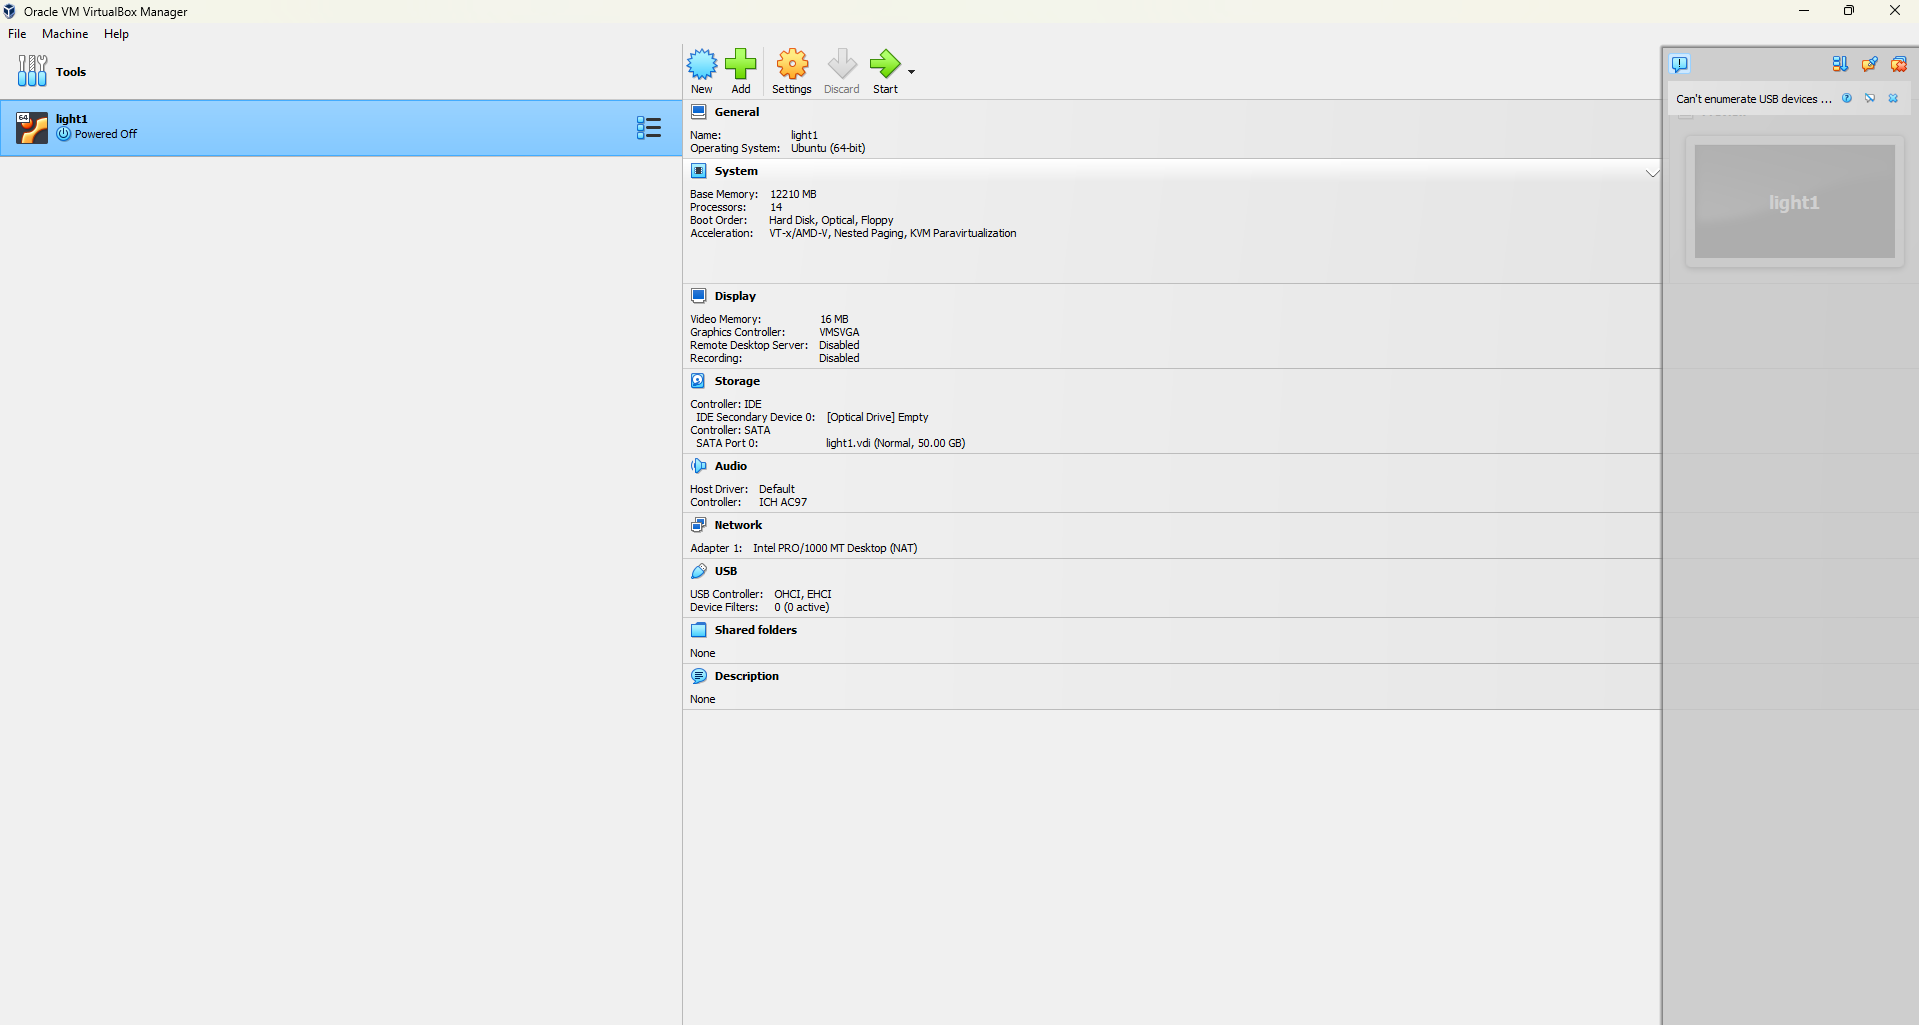 Oracle VM VirtualBox Manager
File Machine Help
Tools
64
light1
Powered Off
New Add Settings Discard Start
General
Name: light1
Operating System: Ubuntu (64-bit)
System
Base Memory: 12210 MB
Processors: 14
Boot Order: Hard Disk, Optical, Floppy
Acceleration: VT-x/AMD-V, Nested Paging, KVM Paravirtualization
Display
Video Memory: 16 MB
Graphics Controller: VMSVGA
Remote Desktop Server: Disabled
Recording: Disabled
Storage
Controller: IDE
IDE Secondary Device 0: [Optical Drive] Empty
Controller: SATA
SATA Port 0: light1.vdi (Normal, 50.00 GB)
Audio
Host Driver: Default
Controller: ICH AC97
Network
Adapter 1: Intel PRO/1000 MT Desktop (NAT)
USB
USB Controller: OHCI, EHCI
Device Filters: 0 (0 active)
Shared folders
None
Description
None
Can't enumerate USB devices ...
light1